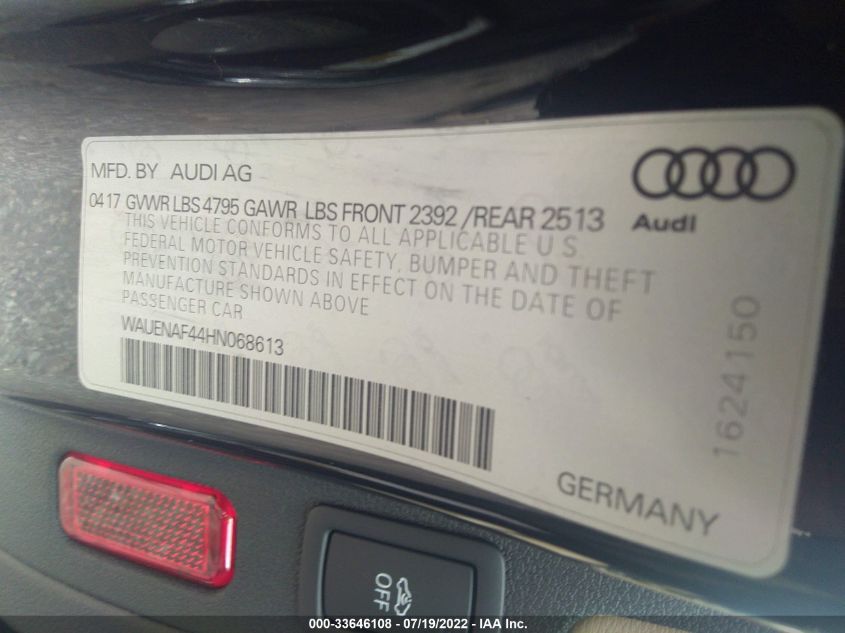 MFD. BY AUDI AG
0417 GVWR LBS 4795 GAWR LBS FRONT 2392 /REAR 2513
THIS VEHICLE CONFORMS TO ALL APPLICABLE U S
FEDERAL MOTOR VEHICLE SAFETY, BUMPER AND THEFT
PREVENTION STANDARDS IN EFFECT ON THE DATE OF
MANUFACTURE SHOWN ABOVE
PASSENGER CAR
WAUENAF44HN068613
Audi
1624150
GERMANY
OFF
000-33646108 - 07/19/2022 - IAA Inc.